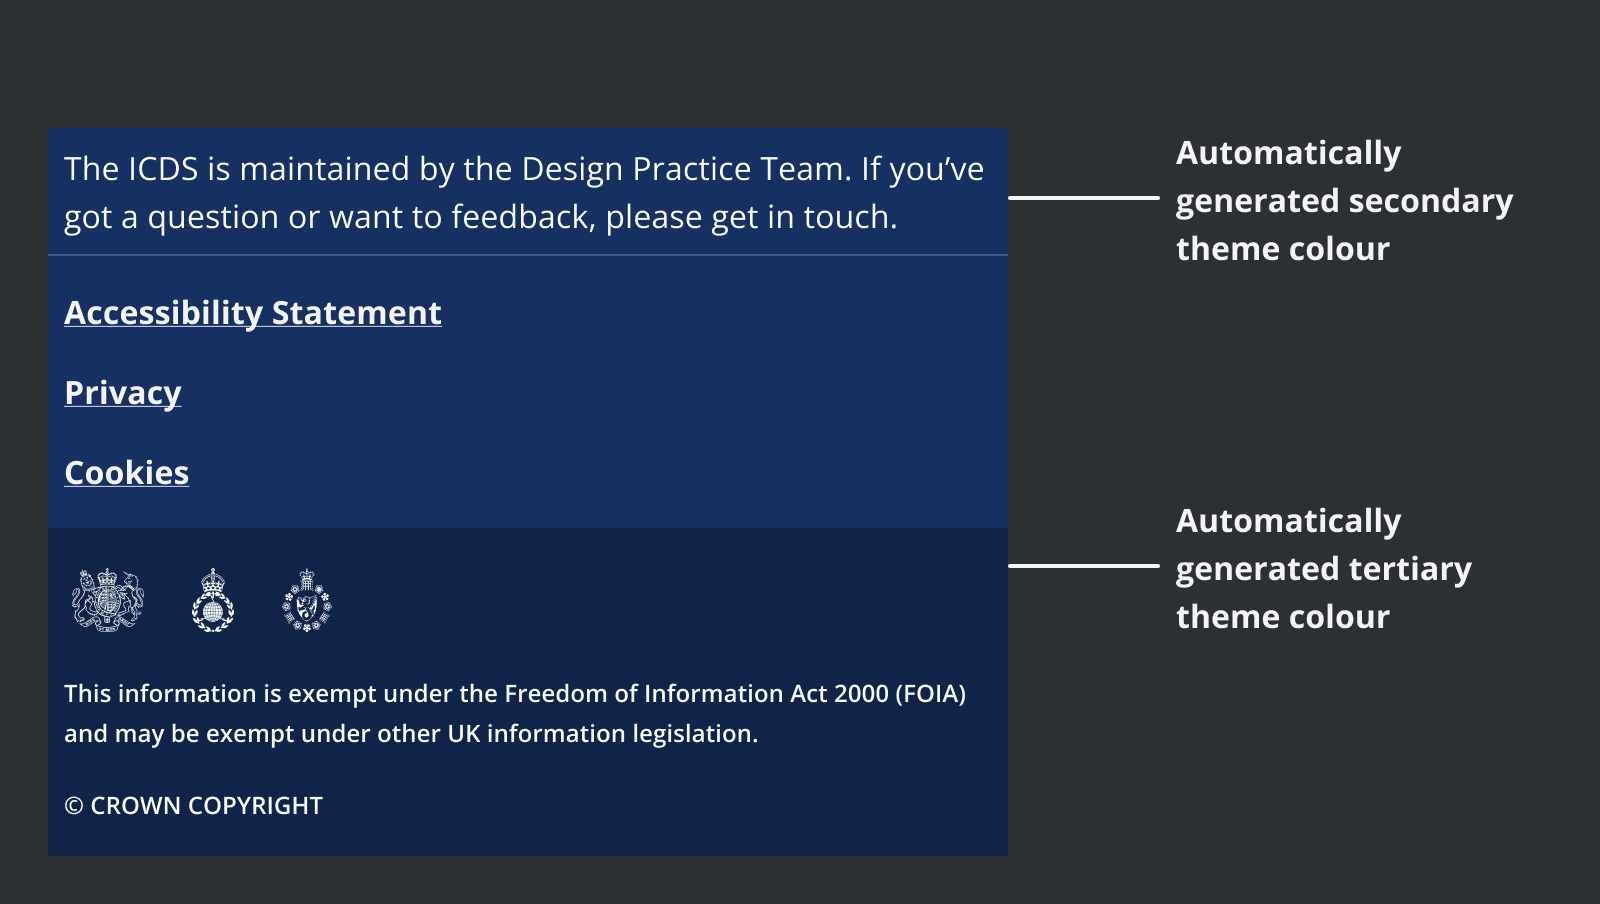 The ICDS is maintained by the Design Practice Team. If you’ve
got a question or want to feedback, please get in touch.
Accessibility Statement
Privacy
Cookies
This information is exempt under the Freedom of Information Act 2000 (FOIA)
and may be exempt under other UK information legislation.
© CROWN COPYRIGHT
Automatically
generated secondary
theme colour
Automatically
generated tertiary
theme colour